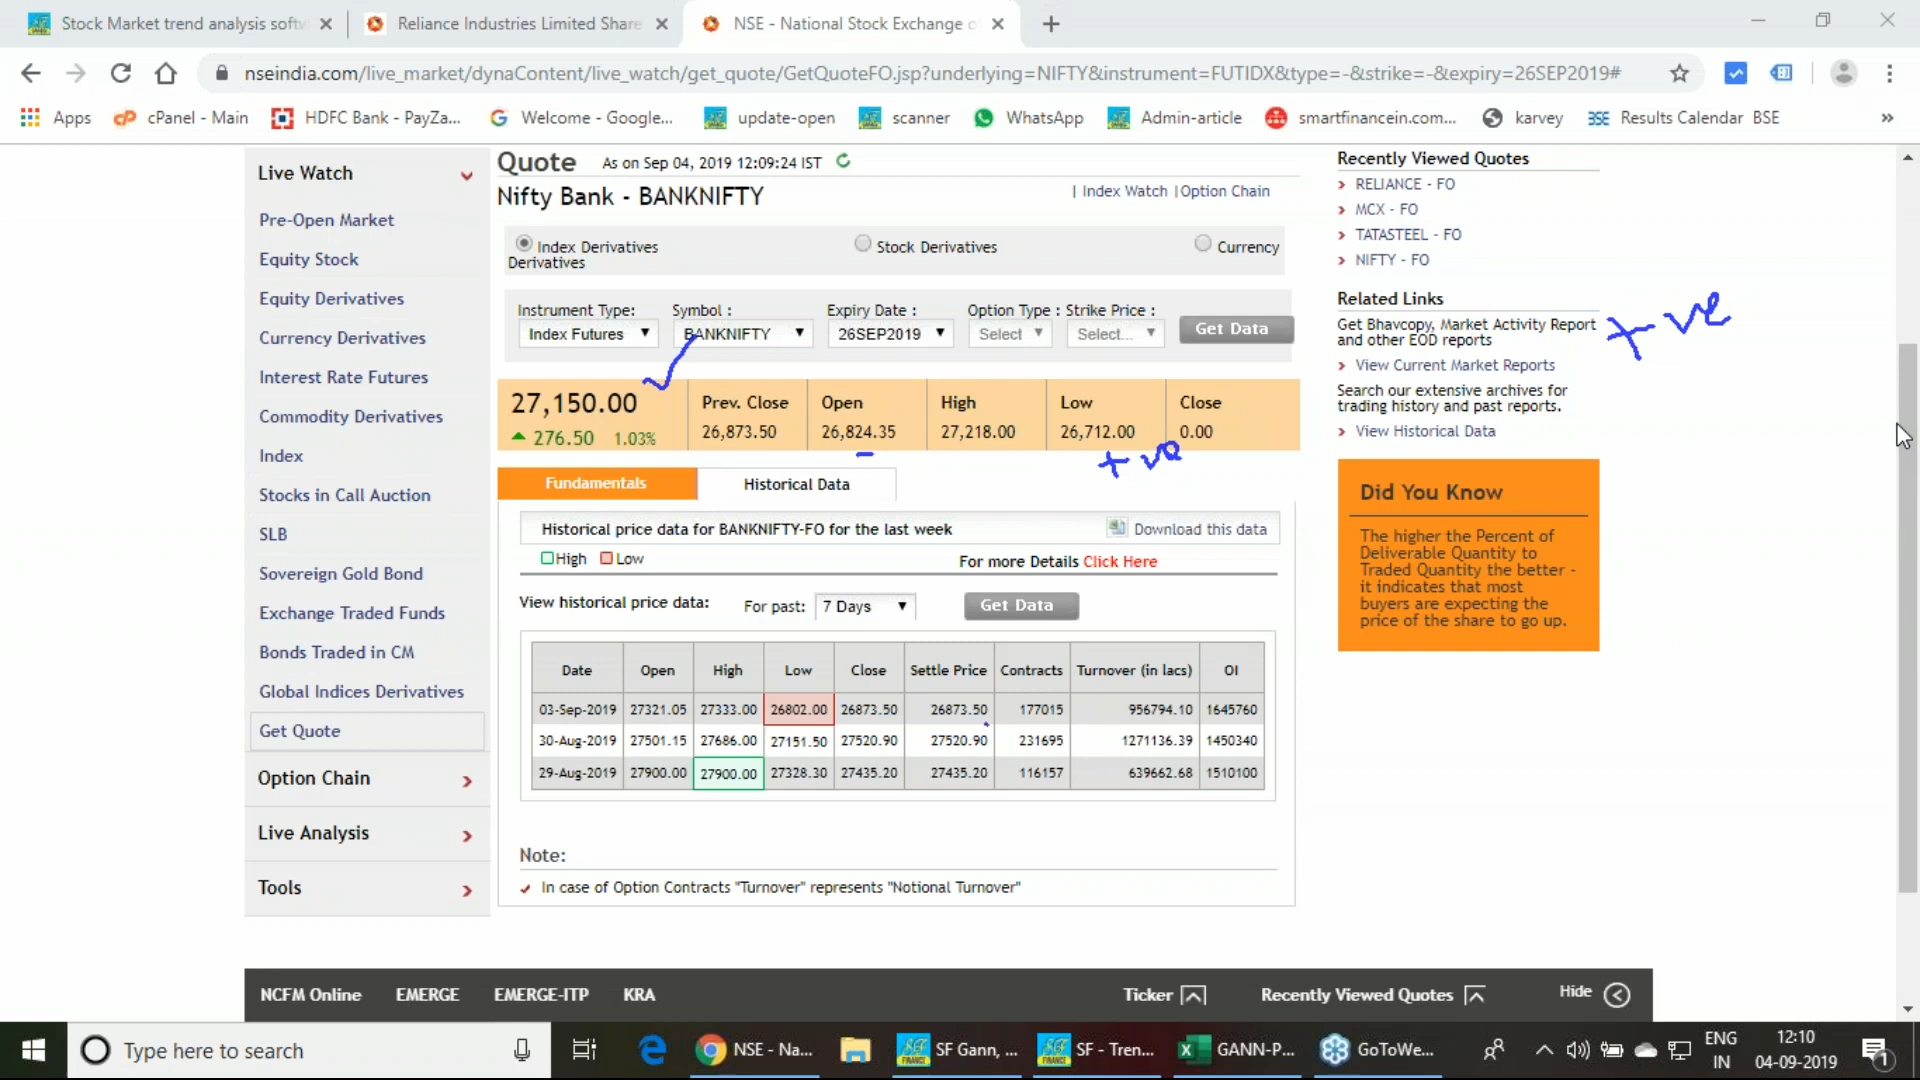 Stock Market trend analysis softw
Reliance Industries Limited Share
NSE - National Stock Exchange o
nseindia.com/live_market/dynaContent/live_watch/get_quote/GetQuoteFO.jsp?underlying=NIFTY&instrument=FUTIDX&type=-&strike=-&expiry=26SEP2019#
Apps cPanel - Main HDFC Bank - PayZa... Welcome - Google... update-open scanner WhatsApp Admin-article smartfinancein.com... karvey BSE Results Calendar BSE »
Live Watch
Pre-Open Market
Equity Stock
Equity Derivatives
Currency Derivatives
Interest Rate Futures
Commodity Derivatives
Index
Stocks in Call Auction
SLB
Sovereign Gold Bond
Exchange Traded Funds
Bonds Traded in CM
Global Indices Derivatives
Get Quote
Option Chain
Live Analysis
Tools
Quote As on Sep 04, 2019 12:09:24 IST
Nifty Bank - BANKNIFTY | Index Watch |Option Chain
Index Derivatives Stock Derivatives Currency
Derivatives
Instrument Type: Symbol : Expiry Date : Option Type : Strike Price :
Index Futures BANKNIFTY 26SEP2019 Select Select... Get Data
27,150.00 Prev. Close Open High Low Close
276.50 1.03% 26,873.50 26,824.35 27,218.00 26,712.00 0.00
- +ve
Fundamentals Historical Data
Historical price data for BANKNIFTY-FO for the last week Download this data
High Low For more Details Click Here
View historical price data: For past: 7 Days Get Data
Date Open High Low Close Settle Price Contracts Turnover (in lacs) OI
03-Sep-2019 27321.05 27333.00 26802.00 26873.50 26873.50 177015 956794.10 1645760
30-Aug-2019 27501.15 27686.00 27151.50 27520.90 27520.90 231695 1271136.39 1450340
29-Aug-2019 27900.00 27900.00 27328.30 27435.20 27435.20 116157 639662.68 1510100
Note:
In case of Option Contracts "Turnover" represents "Notional Turnover"
Recently Viewed Quotes
RELIANCE - FO
MCX - FO
TATASTEEL - FO
NIFTY - FO
Related Links
Get Bhavcopy, Market Activity Report
and other EOD reports
+ve
View Current Market Reports
Search our extensive archives for
trading history and past reports.
View Historical Data
Did You Know
The higher the Percent of
Deliverable Quantity to
Traded Quantity the better -
it indicates that most
buyers are expecting the
price of the share to go up.
NCFM Online EMERGE EMERGE-ITP KRA Ticker Recently Viewed Quotes Hide
Type here to search NSE - Na... SF Gann, ... SF - Tren... GANN-P... GoToWe... ENG 12:10
IN 04-09-2019 1